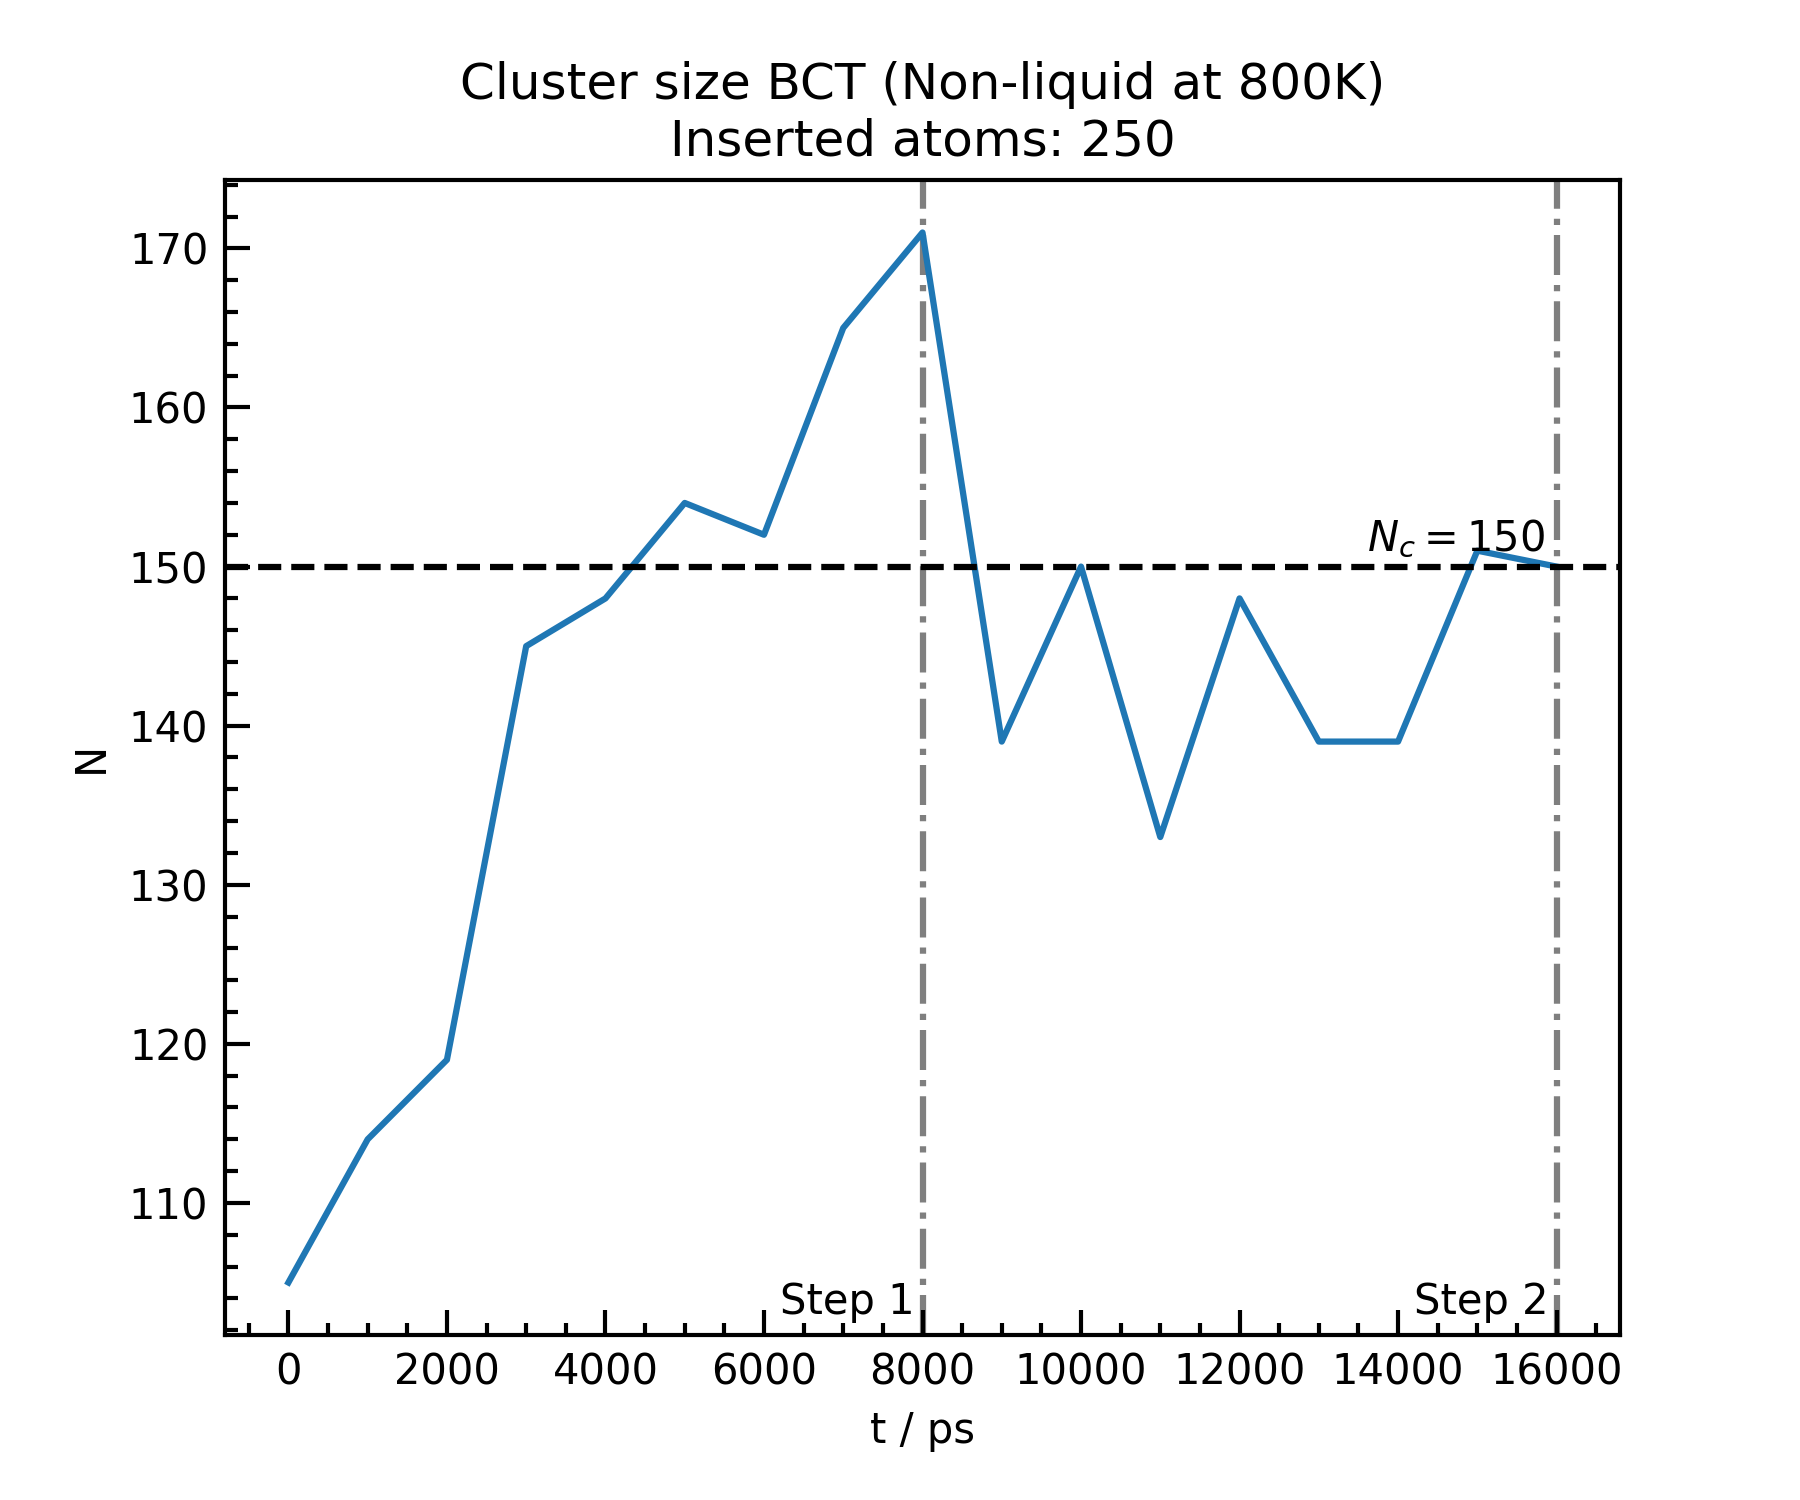 Cluster size BCT (Non-liquid at 800K)
Inserted atoms: 250
170
160
150
140
130
120
110
N
N_c = 150
Step 1
Step 2
0 2000 4000 6000 8000 10000 12000 14000 16000
t / ps